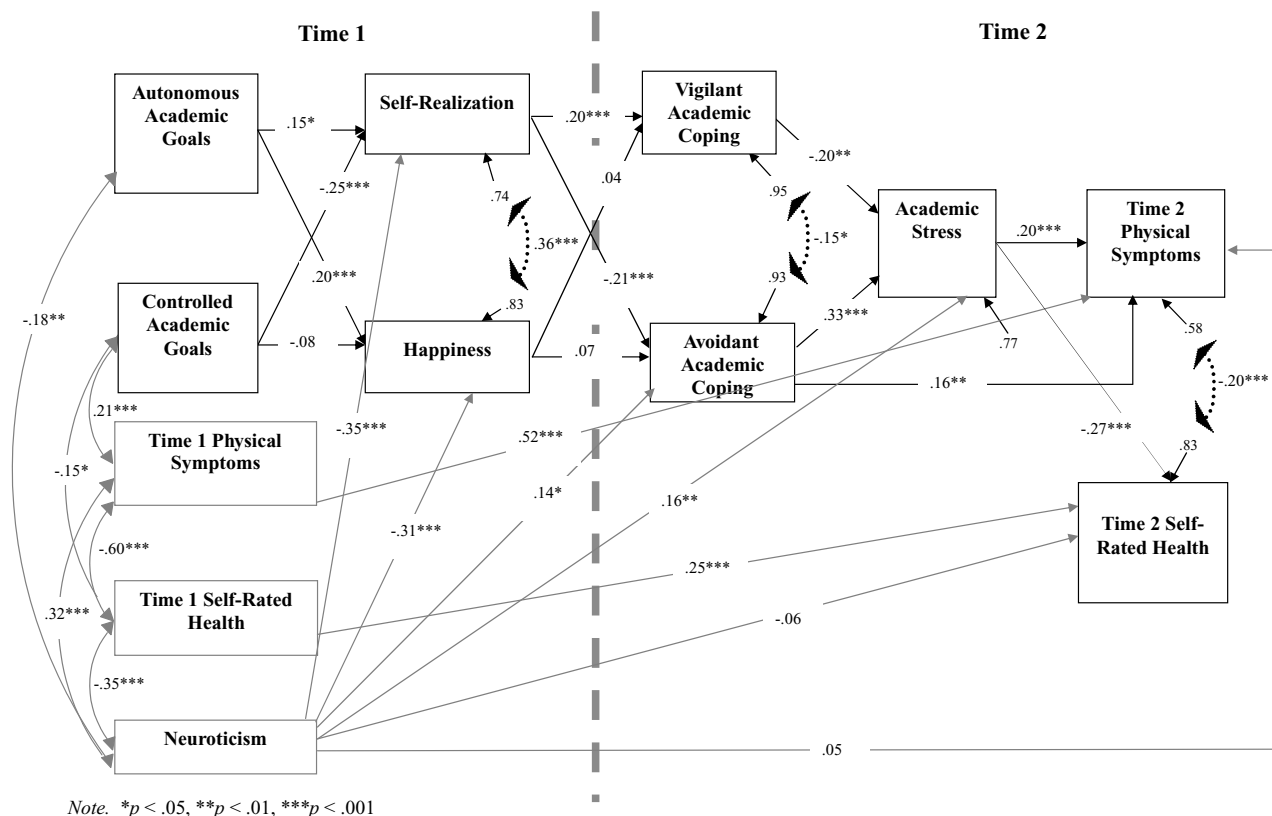 Time 1
Time 2
Autonomous
Academic
Goals
Self-Realization
Vigilant
Academic
Coping
.15*
.20***
-.20**
-.25***
.04
.74
.95
Academic
Stress
Time 2
Physical
Symptoms
.36***
-.15*
.20***
.20***
-.21***
.93
Controlled
Academic
Goals
.83
-.18**
-.08
Happiness
.07
Avoidant
Academic
Coping
.33***
.77
.58
.16**
-.20***
.21***
-.35***
.52***
-.27***
Time 1 Physical
Symptoms
.83
-.15*
.14*
.16**
-.31***
Time 2 Self-
Rated Health
-.60***
.25***
Time 1 Self-Rated
Health
.32***
-.06
-.35***
Neuroticism
.05
Note. *p < .05, **p < .01, ***p < .001